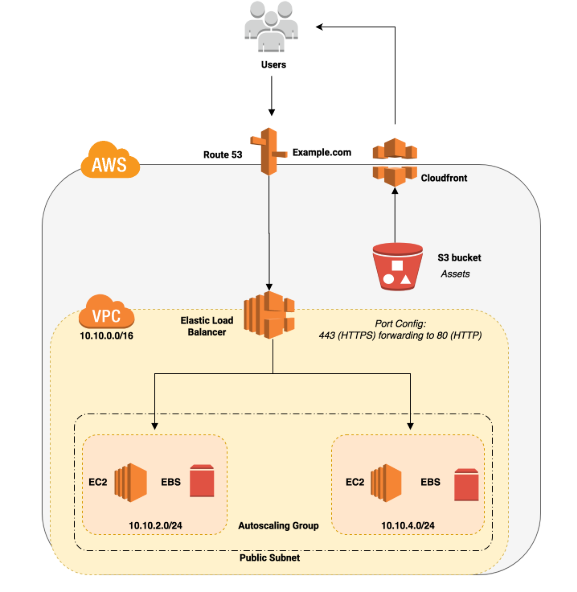 Users
Route 53
Example.com
AWS
Cloudfront
S3 bucket
Assets
VPC
10.10.0.0/16
Elastic Load
Balancer
Port Config:
443 (HTTPS) forwarding to 80 (HTTP)
EC2
EBS
EC2
EBS
10.10.2.0/24
Autoscaling Group
10.10.4.0/24
Public Subnet